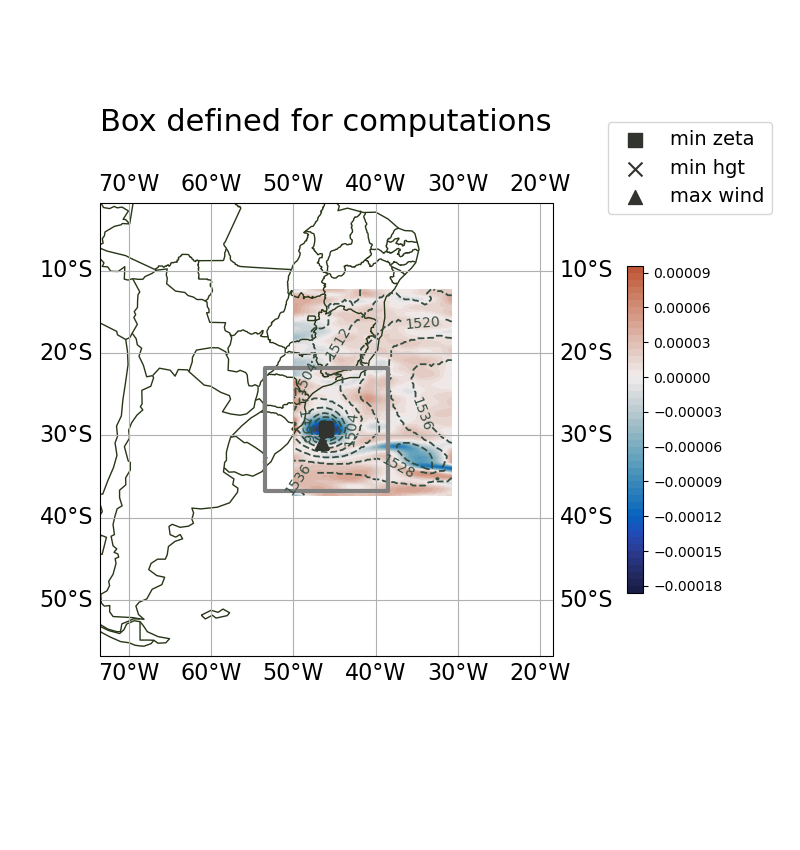 Box defined for computations
min zeta
min hgt
max wind
70°W 60°W 50°W 40°W 30°W 20°W
10°S 10°S
20°S 20°S
30°S 30°S
40°S 40°S
50°S 50°S
70°W 60°W 50°W 40°W 30°W 20°W
1520
1512
1504
1536
1504
1528
1536
0.00009
0.00006
0.00003
0.00000
−0.00003
−0.00006
−0.00009
−0.00012
−0.00015
−0.00018